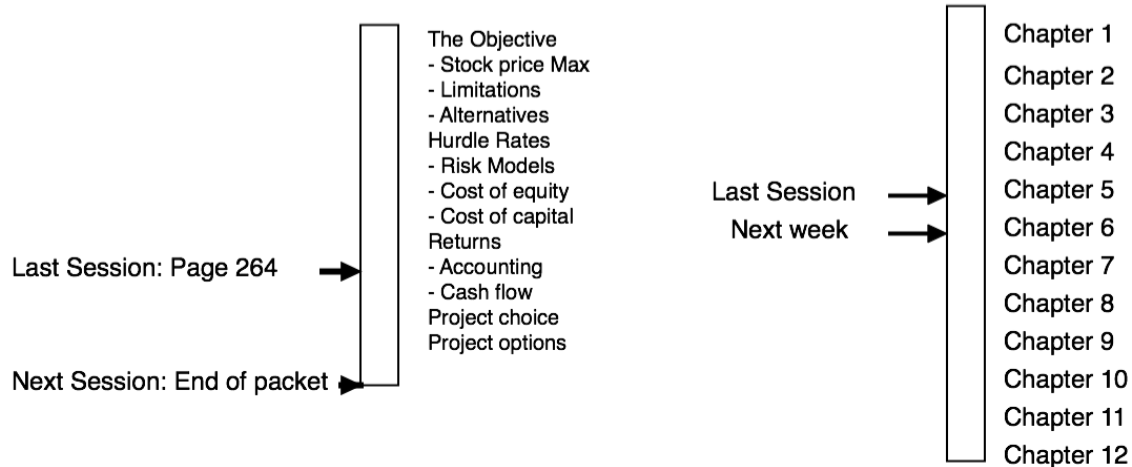 The Objective
- Stock price Max
- Limitations
- Alternatives
Hurdle Rates
- Risk Models
- Cost of equity
- Cost of capital
Returns
- Accounting
- Cash flow
Project choice
Project options
Last Session: Page 264
Next Session: End of packet
Last Session
Next week
Chapter 1
Chapter 2
Chapter 3
Chapter 4
Chapter 5
Chapter 6
Chapter 7
Chapter 8
Chapter 9
Chapter 10
Chapter 11
Chapter 12